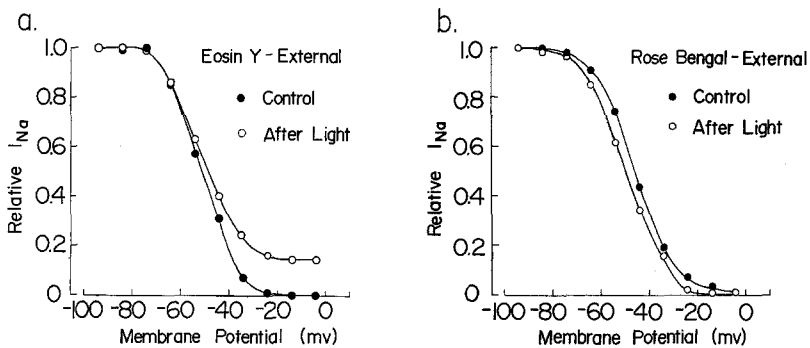 a.
Eosin Y-External
Control
After Light
Relative INa
1.0
0.8
0.6
0.4
0.2
0
-100 -80 -60 -40 -20 0
Membrane Potential (mv)
b.
Rose Bengal-External
Control
After Light
Relative INa
1.0
0.8
0.6
0.4
0.2
0
-100 -80 -60 -40 -20 0
Membrane Potential (mv)